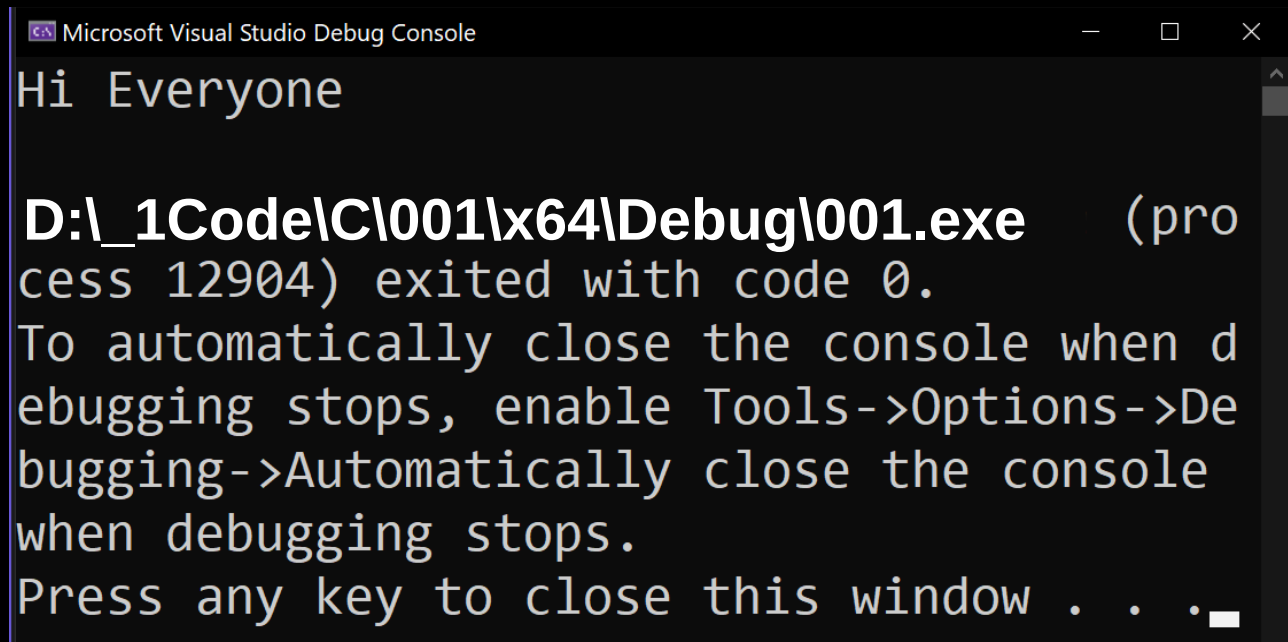 Microsoft Visual Studio Debug Console
Hi Everyone
D:\_1Code\C\001\x64\Debug\001.exe (pro
cess 12904) exited with code 0.
To automatically close the console when d
ebugging stops, enable Tools->Options->De
bugging->Automatically close the console
when debugging stops.
Press any key to close this window . . .